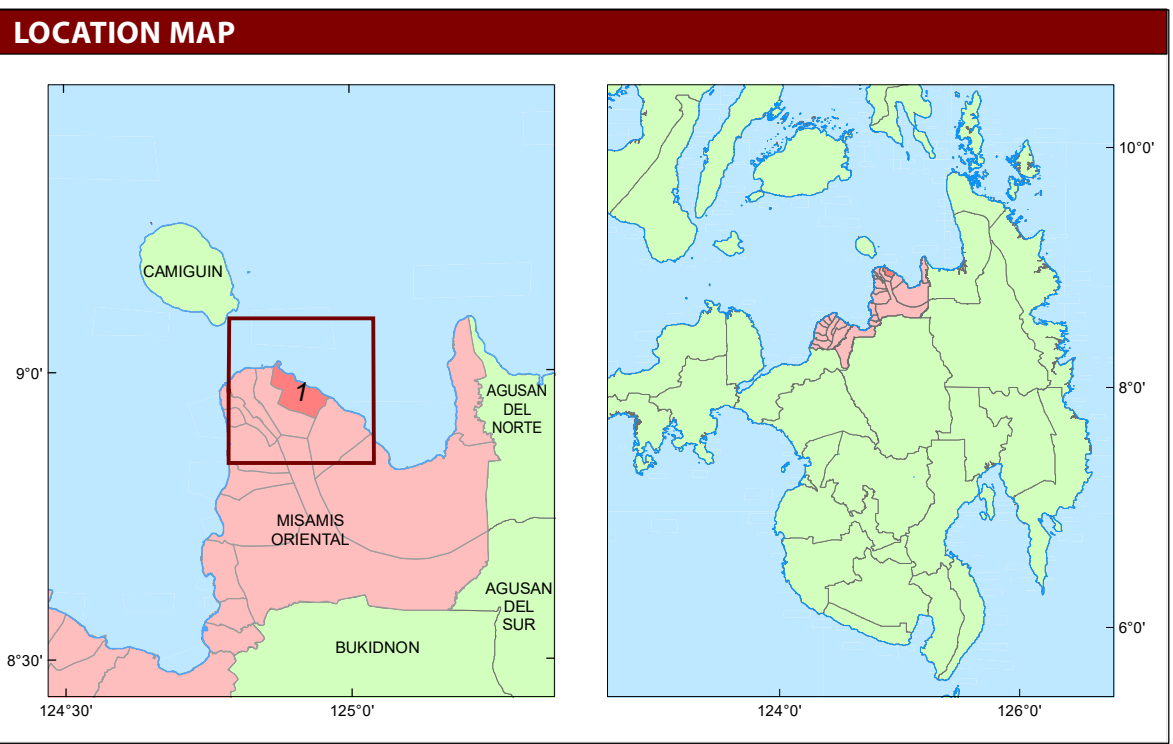 LOCATION MAP
CAMIGUIN
9°0'
1
AGUSAN
DEL
NORTE
MISAMIS
ORIENTAL
AGUSAN
DEL
SUR
BUKIDNON
8°30'
124°30'
125°0'
10°0'
8°0'
6°0'
124°0'
126°0'